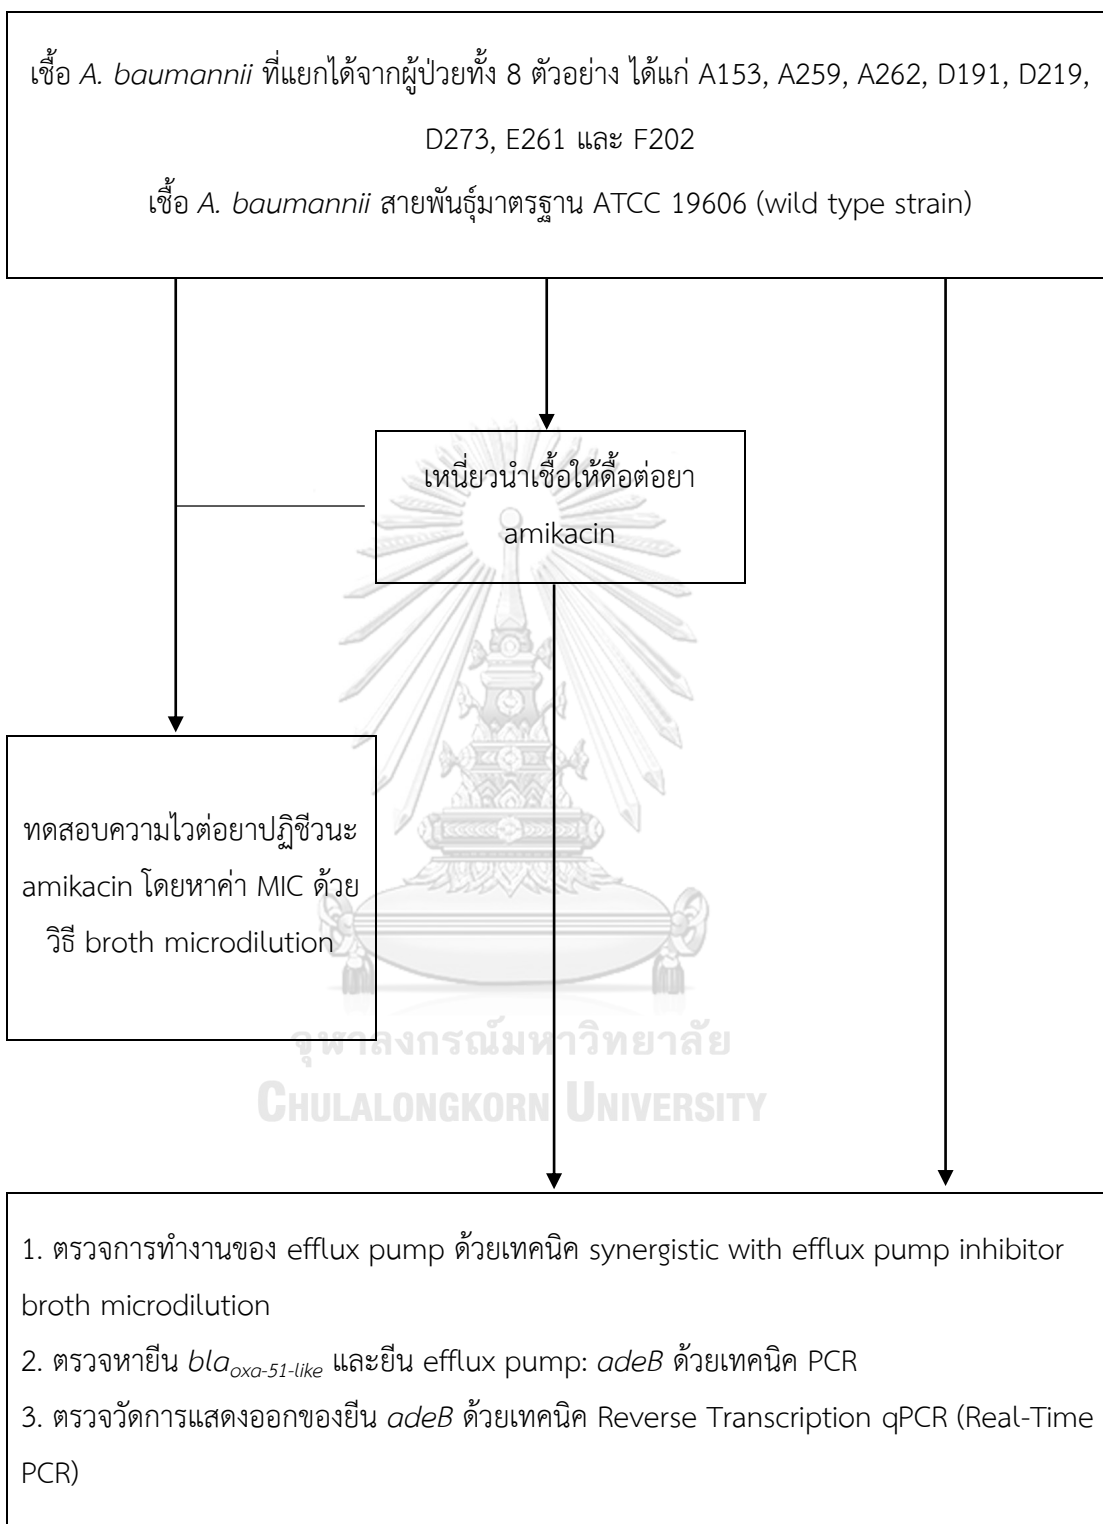 เชื้อ A. baumannii ที่แยกได้จากผู้ป่วยทั้ง 8 ตัวอย่าง ได้แก่ A153, A259, A262, D191, D219,
D273, E261 และ F202
เชื้อ A. baumannii สายพันธุ์มาตรฐาน ATCC 19606 (wild type strain)
เหนี่ยวนำเชื้อให้ดื้อต่อยา
amikacin
ทดสอบความไวต่อยาปฏิชีวนะ
amikacin โดยหาค่า MIC ด้วย
วิธี broth microdilution
จุฬาลงกรณ์มหาวิทยาลัย
CHULALONGKORN UNIVERSITY
1. ตรวจการทำงานของ efflux pump ด้วยเทคนิค synergistic with efflux pump inhibitor
broth microdilution
2. ตรวจหายีน blaoxa-51-like และยีน efflux pump: adeB ด้วยเทคนิค PCR
3. ตรวจวัดการแสดงออกของยีน adeB ด้วยเทคนิค Reverse Transcription qPCR (Real-Time
PCR)